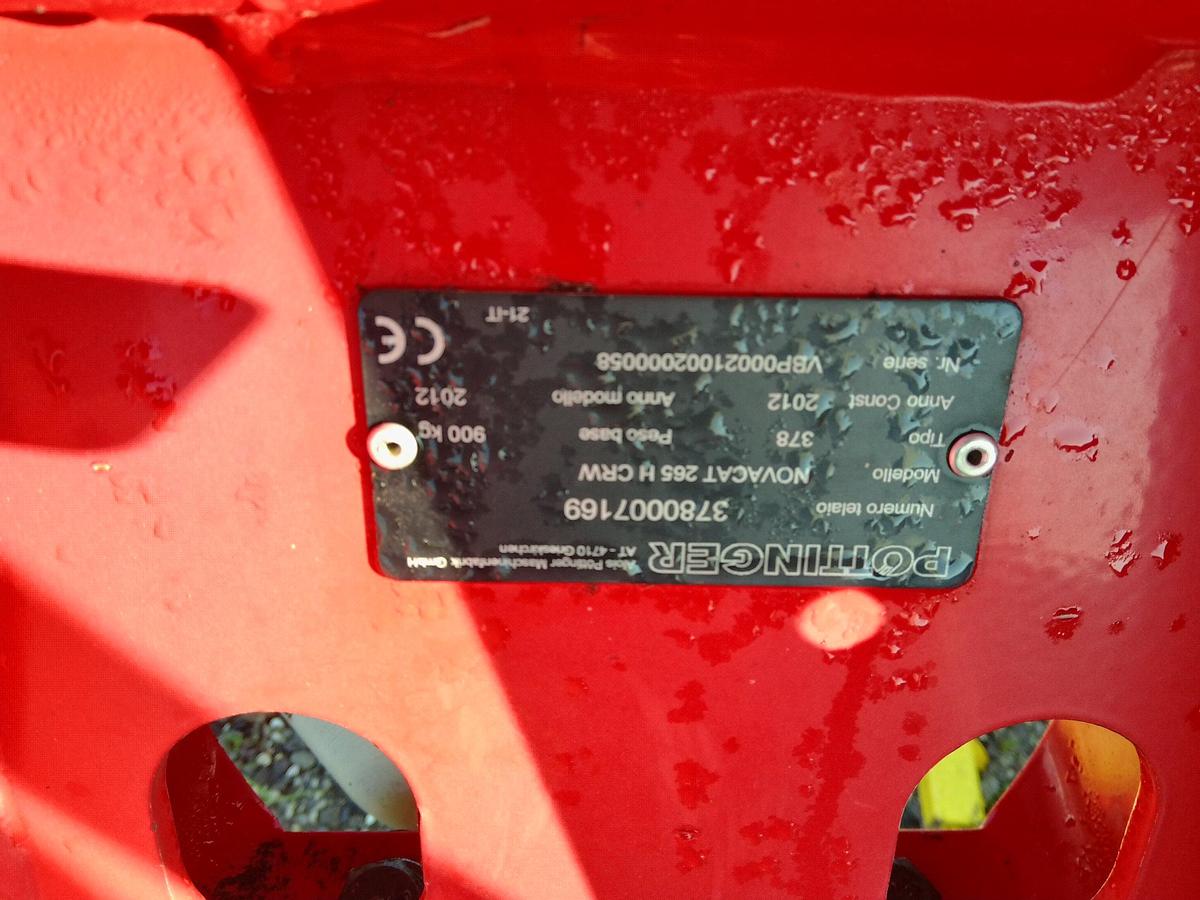 PÖTTINGER Alois Pöttinger Maschinenfabrik GmbH
AT - 4710 Grieskirchen
Numero telaio 3780007169
Modello NOVACAT 265 H CRW
Tipo 378 Peso base 900 kg
Anno Const 2012 Anno modello 2012
Nr. serie VBP00021002000058 CE
21-IT